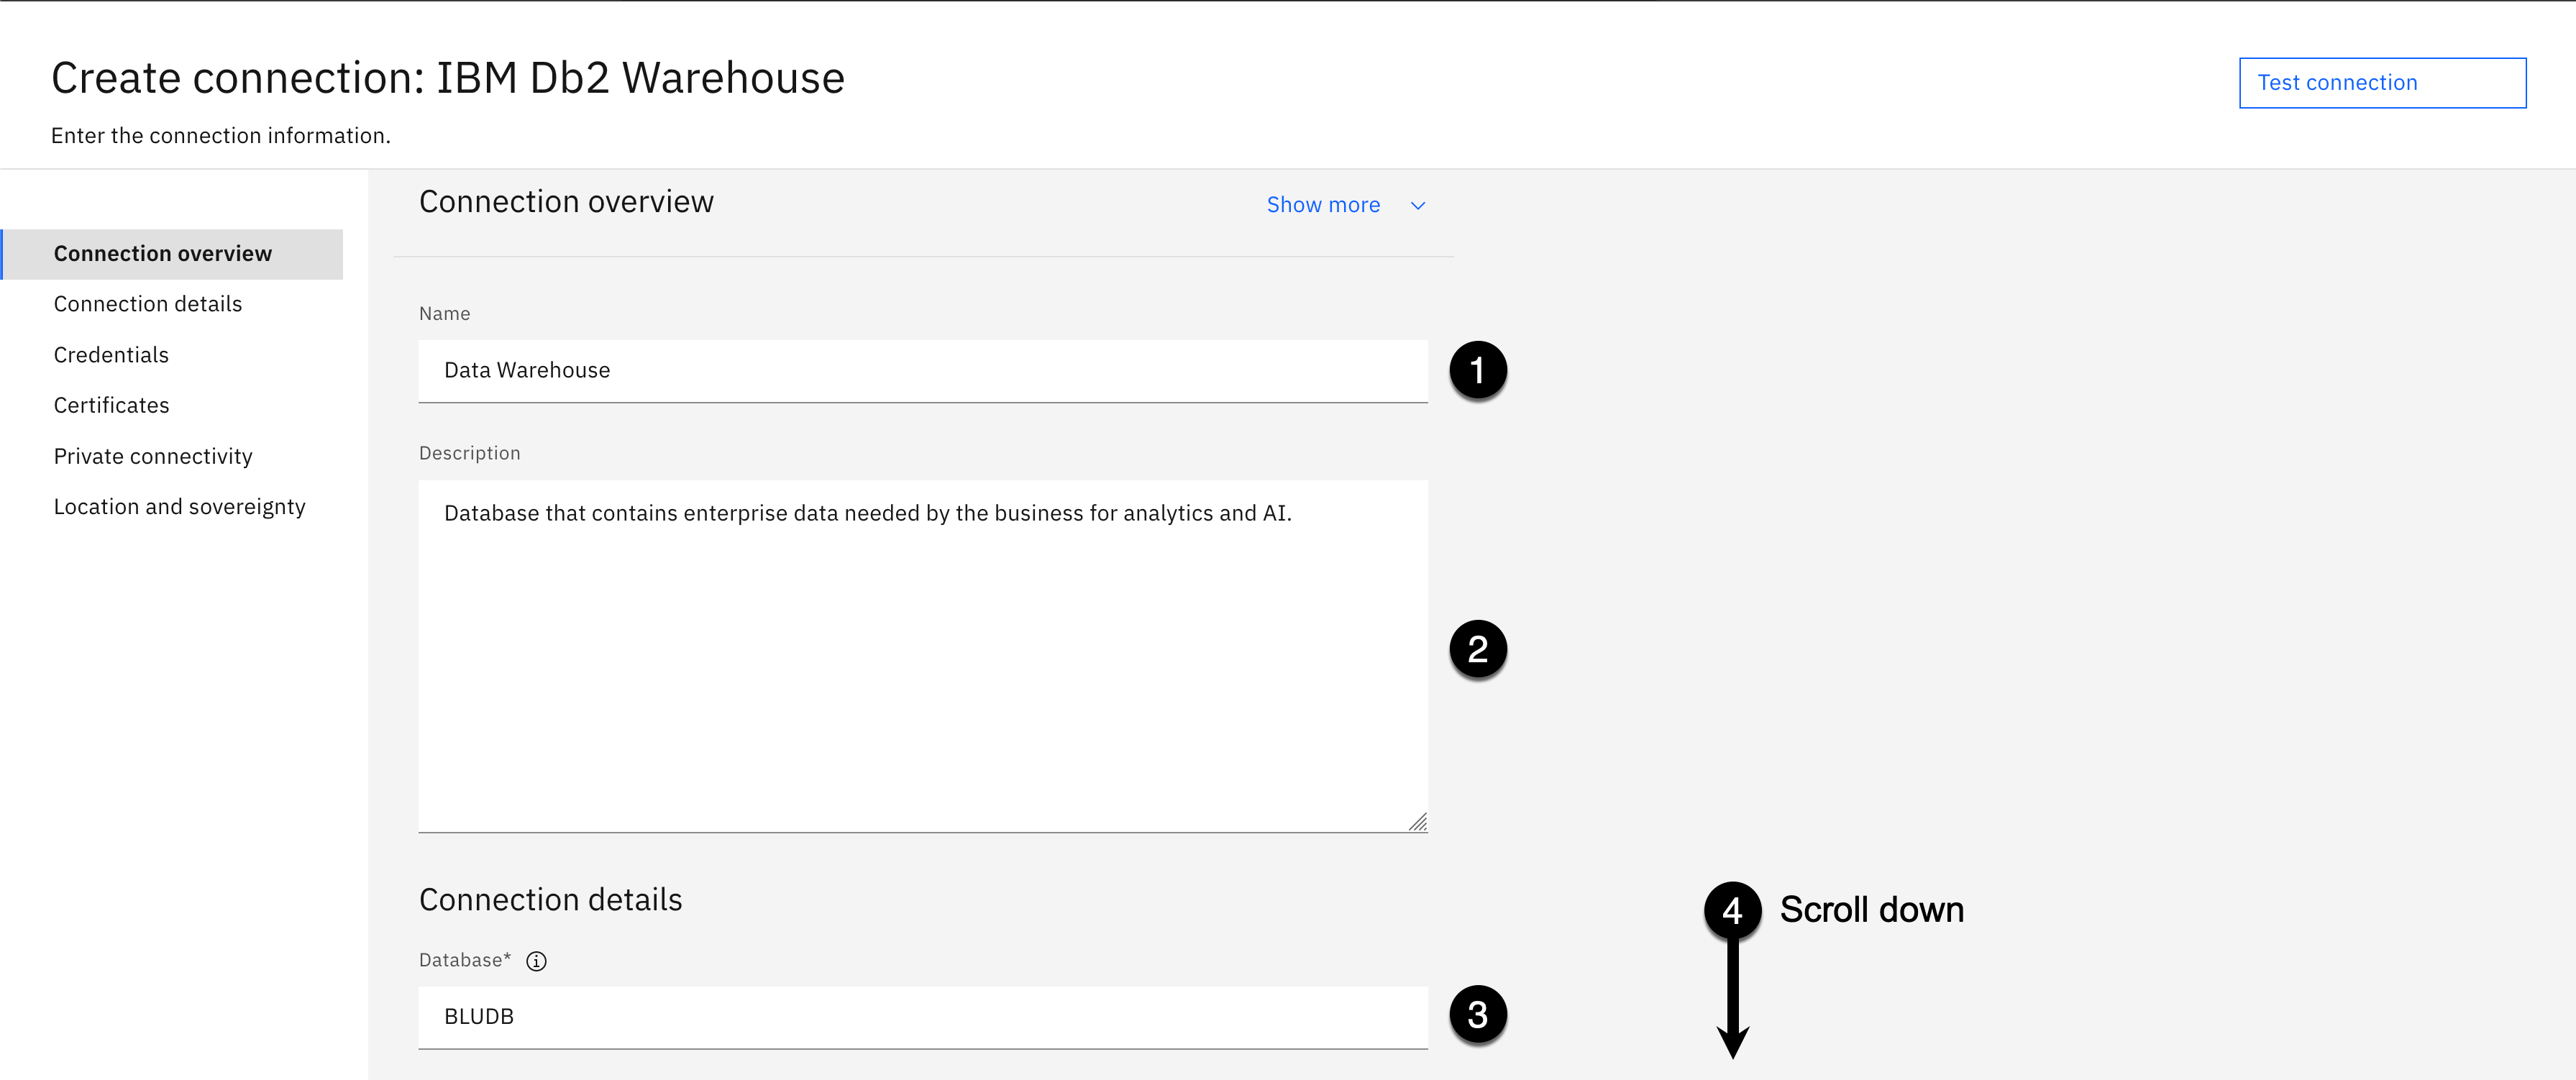 Create connection: IBM Db2 Warehouse
Enter the connection information.
Test connection
Connection overview
Connection details
Credentials
Certificates
Private connectivity
Location and sovereignty
Connection overview
Show more
Name
Data Warehouse
1
Description
Database that contains enterprise data needed by the business for analytics and AI.
2
Connection details
Database*
BLUDB
3
4 Scroll down